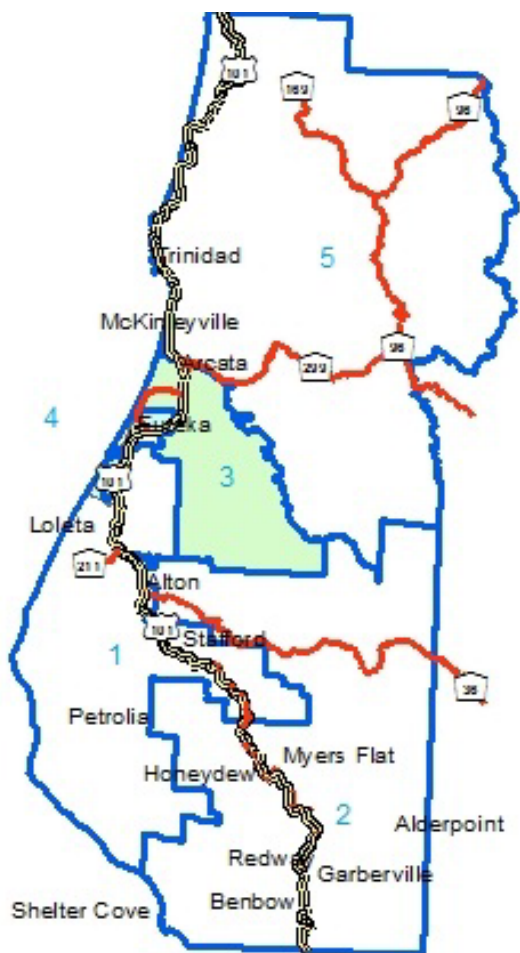 101
169
96
Trinidad
5
McKinleyville
96
Arcata
299
4
Eureka
3
101
Loleta
211
Alton
101
Stafford
1
36
Petrolia
Myers Flat
Honeydew
2
Alderpoint
Redway
Garberville
Benbow
Shelter Cove